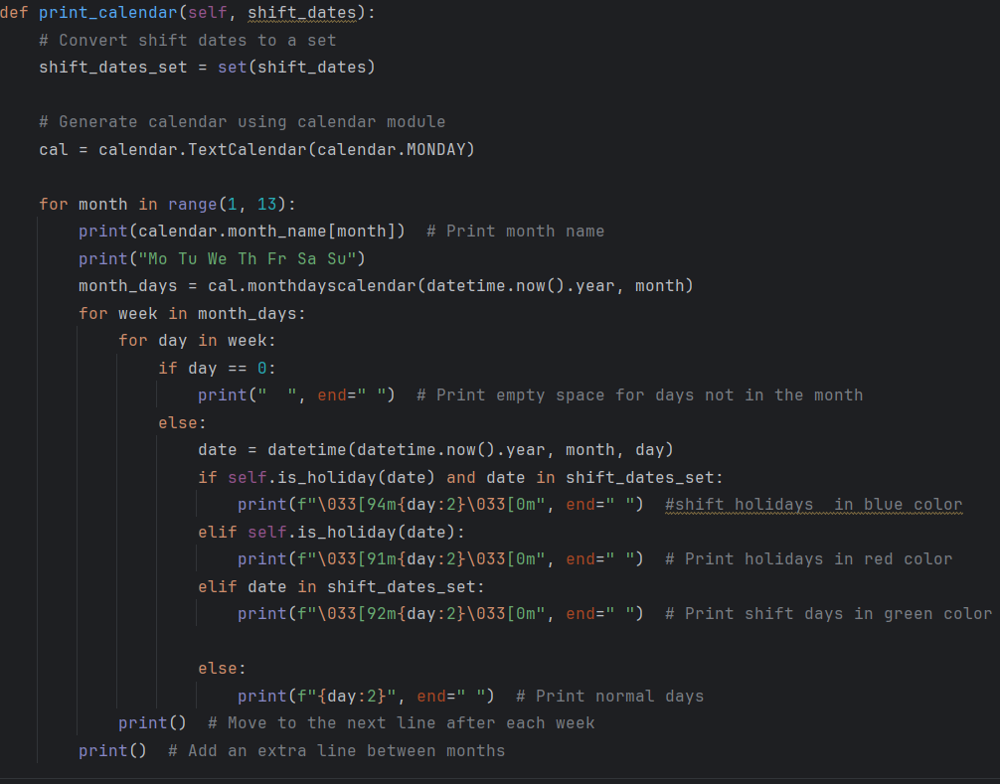 def print_calendar(self, shift_dates):
    # Convert shift dates to a set
    shift_dates_set = set(shift_dates)

    # Generate calendar using calendar module
    cal = calendar.TextCalendar(calendar.MONDAY)

    for month in range(1, 13):
        print(calendar.month_name[month])  # Print month name
        print("Mo Tu We Th Fr Sa Su")
        month_days = cal.monthdayscalendar(datetime.now().year, month)
        for week in month_days:
            for day in week:
                if day == 0:
                    print("  ", end=" ")  # Print empty space for days not in the month
                else:
                    date = datetime(datetime.now().year, month, day)
                    if self.is_holiday(date) and date in shift_dates_set:
                        print(f"\033[94m{day:2}\033[0m", end=" ")  #shift holidays  in blue color
                    elif self.is_holiday(date):
                        print(f"\033[91m{day:2}\033[0m", end=" ")  # Print holidays in red color
                    elif date in shift_dates_set:
                        print(f"\033[92m{day:2}\033[0m", end=" ")  # Print shift days in green color

                    else:
                        print(f"{day:2}", end=" ")  # Print normal days
            print()  # Move to the next line after each week
        print()  # Add an extra line between months